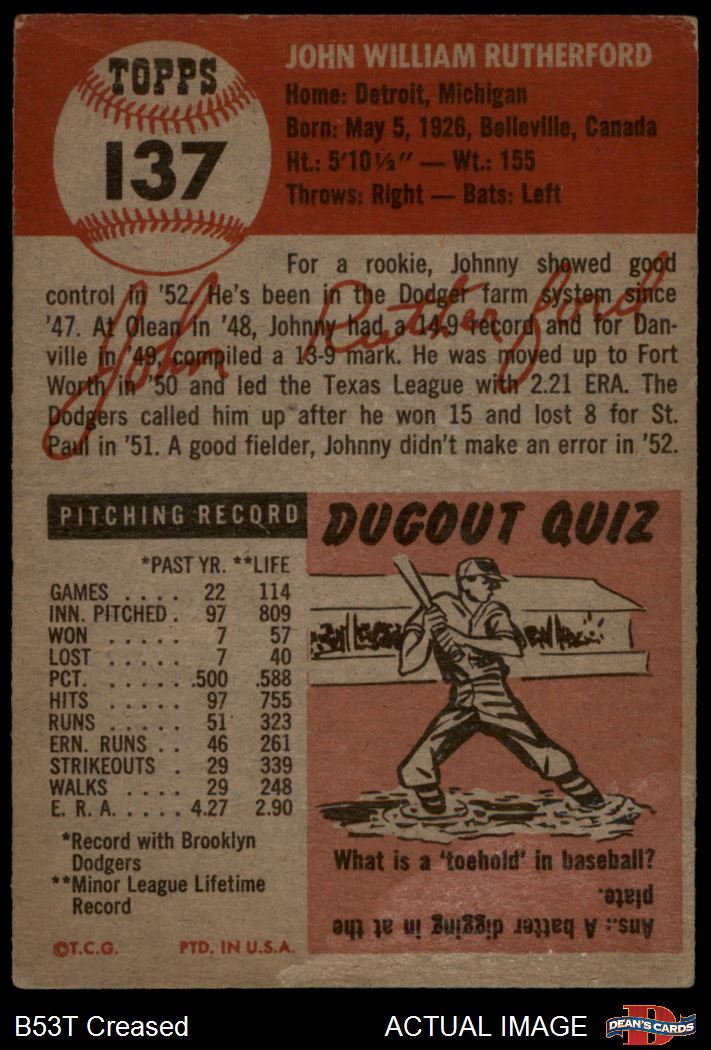 TOPPS
137
JOHN WILLIAM RUTHERFORD
Home: Detroit, Michigan
Born: May 5, 1926, Belleville, Canada
Ht.: 5'10½" — Wt.: 155
Throws: Right — Bats: Left
For a rookie, Johnny showed good
control in '52. He's been in the Dodger farm system since
'47. At Olean in '48, Johnny had a 14-9 record and for Dan-
ville in '49, compiled a 13-9 mark. He was moved up to Fort
Worth in '50 and led the Texas League with 2.21 ERA. The
Dodgers called him up after he won 15 and lost 8 for St.
Paul in '51. A good fielder, Johnny didn't make an error in '52.
John Rutherford
PITCHING RECORD
*PAST YR. **LIFE
GAMES . . . . 22 114
INN. PITCHED . 97 809
WON . . . . . 7 57
LOST . . . . . 7 40
PCT. . . . . . .500 .588
HITS . . . . . 97 755
RUNS . . . . . 51 323
ERN. RUNS . . 46 261
STRIKEOUTS . 29 339
WALKS . . . . 29 248
E. R. A. . . . . 4.27 2.90
*Record with Brooklyn
Dodgers
**Minor League Lifetime
Record
©T.C.G. PTD. IN U.S.A.
DUGOUT QUIZ
What is a 'toehold' in baseball?
Ans.: A batter digging in at the
plate.
B53T Creased
ACTUAL IMAGE
DEAN'S CARDS